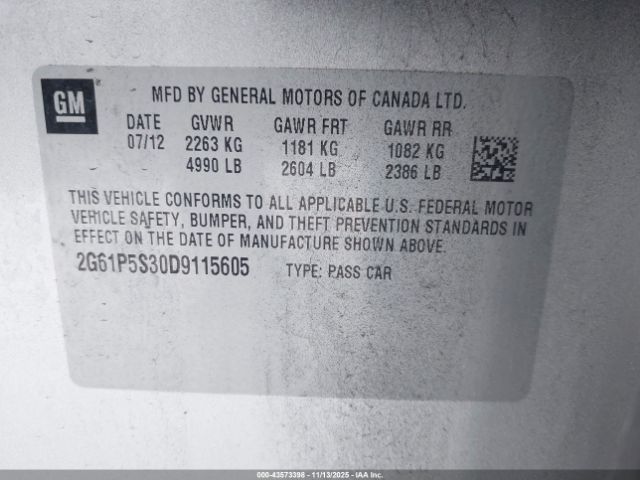 GM
MFD BY GENERAL MOTORS OF CANADA LTD.
DATE GVWR GAWR FRT GAWR RR
07/12 2263 KG 1181 KG 1082 KG
4990 LB 2604 LB 2386 LB
THIS VEHICLE CONFORMS TO ALL APPLICABLE U.S. FEDERAL MOTOR
VEHICLE SAFETY, BUMPER, AND THEFT PREVENTION STANDARDS IN
EFFECT ON THE DATE OF MANUFACTURE SHOWN ABOVE.
2G61P5S30D9115605 TYPE: PASS CAR
000-43573398 - 11/13/2025 - IAAI Inc.